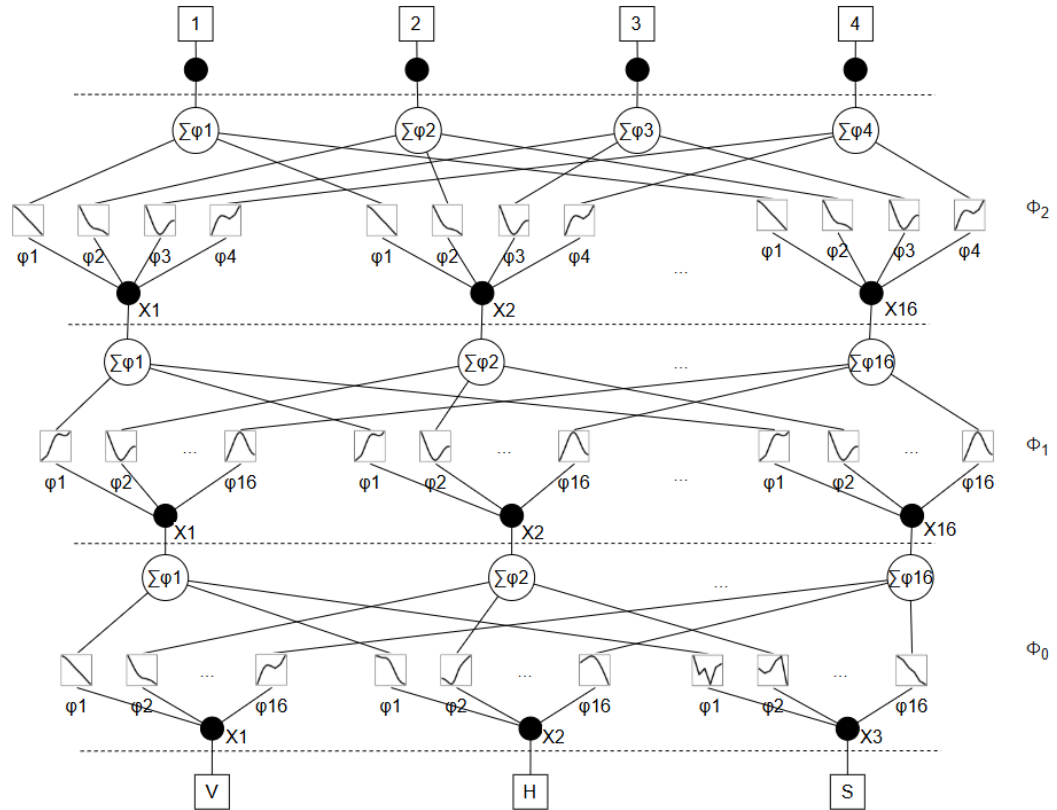 1 2 3 4
∑φ1 ∑φ2 ∑φ3 ∑φ4
Φ2
φ1 φ2 φ3 φ4 φ1 φ2 φ3 φ4 ... φ1 φ2 φ3 φ4
X1 X2 X16
∑φ1 ∑φ2 ... ∑φ16
... ... ... Φ1
φ1 φ2 φ16 φ1 φ2 φ16 ... φ1 φ2 φ16
X1 X2 X16
∑φ1 ∑φ2 ... ∑φ16
... ... ... Φ0
φ1 φ2 φ16 φ1 φ2 φ16 φ1 φ2 φ16
X1 X2 X3
V H S